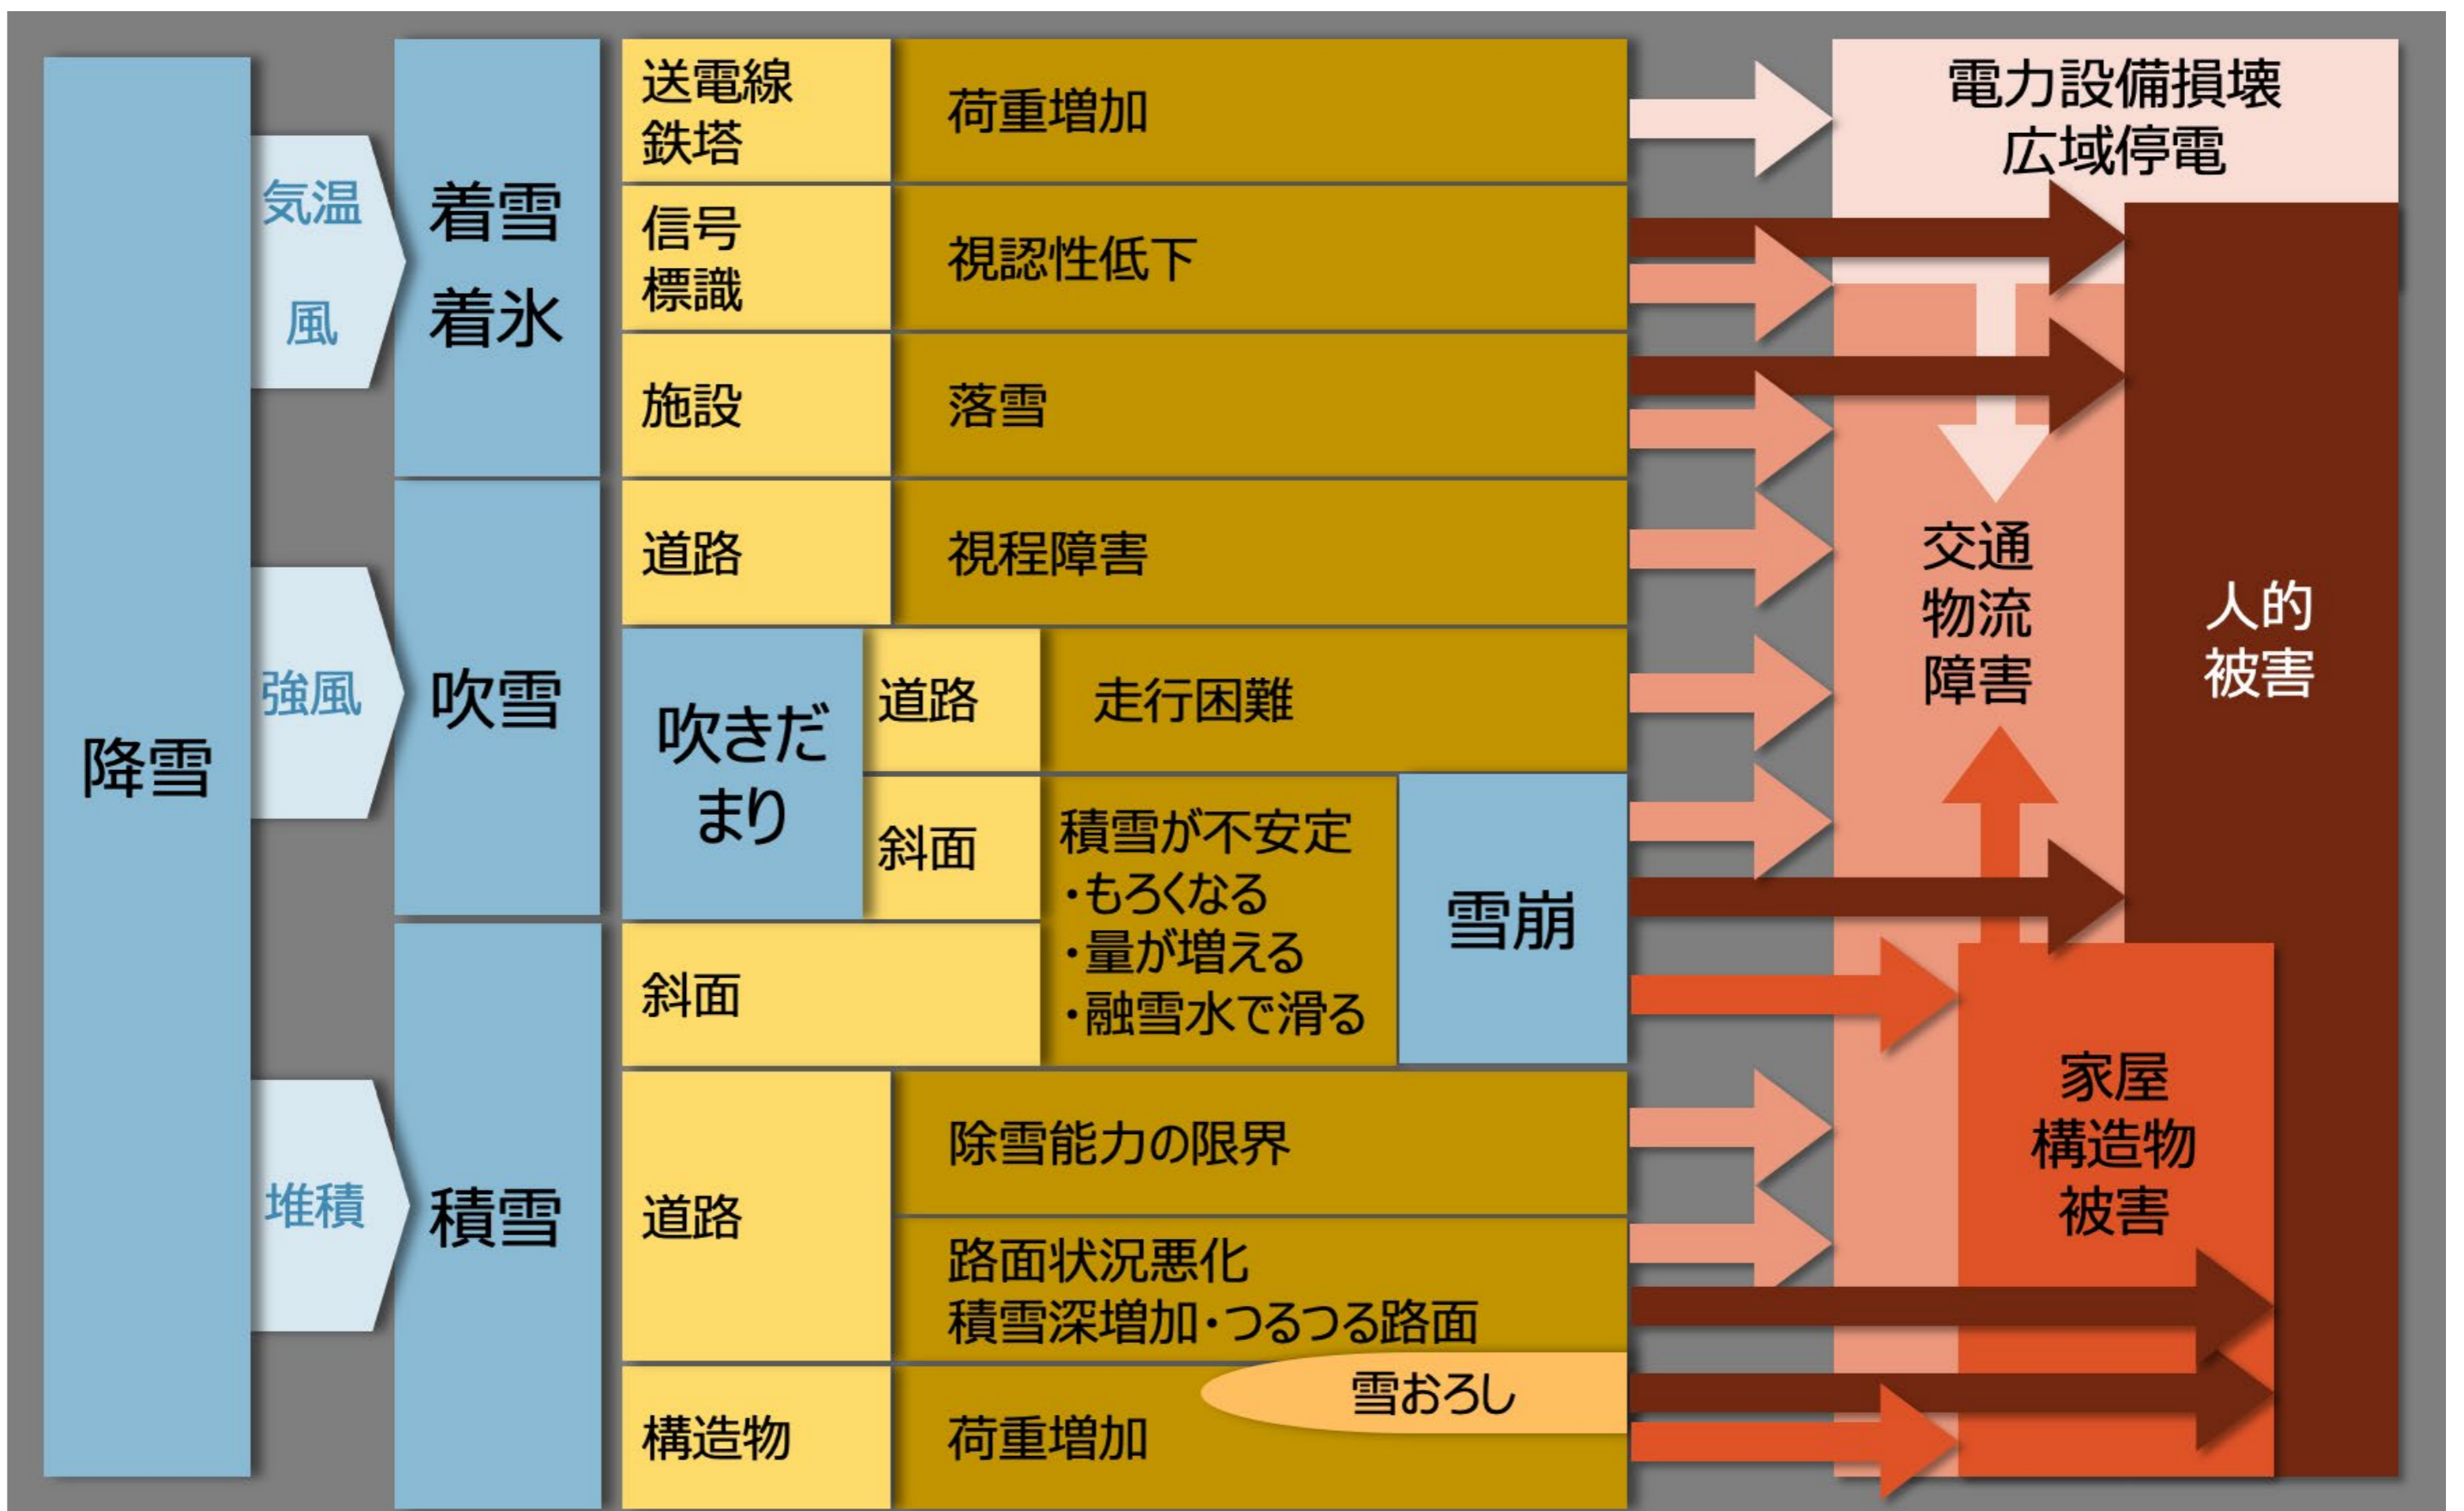 降雪
気温
風
強風
堆積
着雪
着氷
吹雪
積雪
送電線
鉄塔
荷重増加
信号
標識
視認性低下
施設
落雪
道路
視程障害
吹きだ
まり
道路
走行困難
斜面
積雪が不安定
・もろくなる
・量が増える
・融雪水で滑る
雪崩
斜面
道路
除雪能力の限界
路面状況悪化
積雪深増加・つるつる路面
構造物
荷重増加
雪おろし
電力設備損壊
広域停電
交通
物流
障害
人的
被害
家屋
構造物
被害